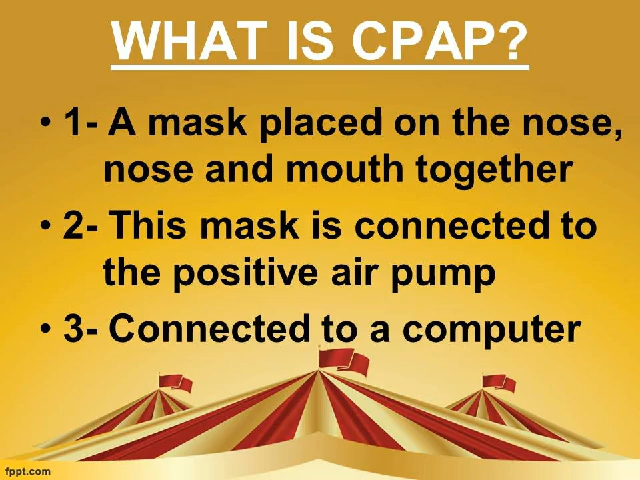 WHAT IS CPAP?
• 1- A mask placed on the nose,
nose and mouth together
• 2- This mask is connected to
the positive air pump
• 3- Connected to a computer
fppt.com